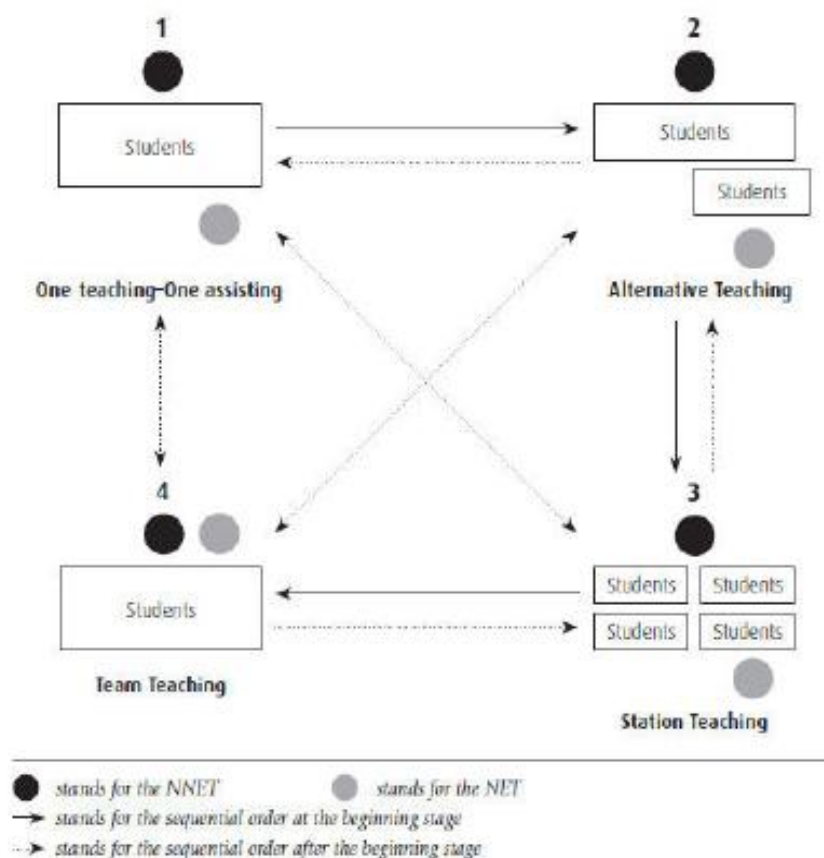 1
2
Students
Students
Students
One teaching–One assisting
Alternative Teaching
4
3
Students
Students
Students
Students
Students
Team Teaching
Station Teaching
stands for the NNET
stands for the NET
stands for the sequential order at the beginning stage
stands for the sequential order after the beginning stage